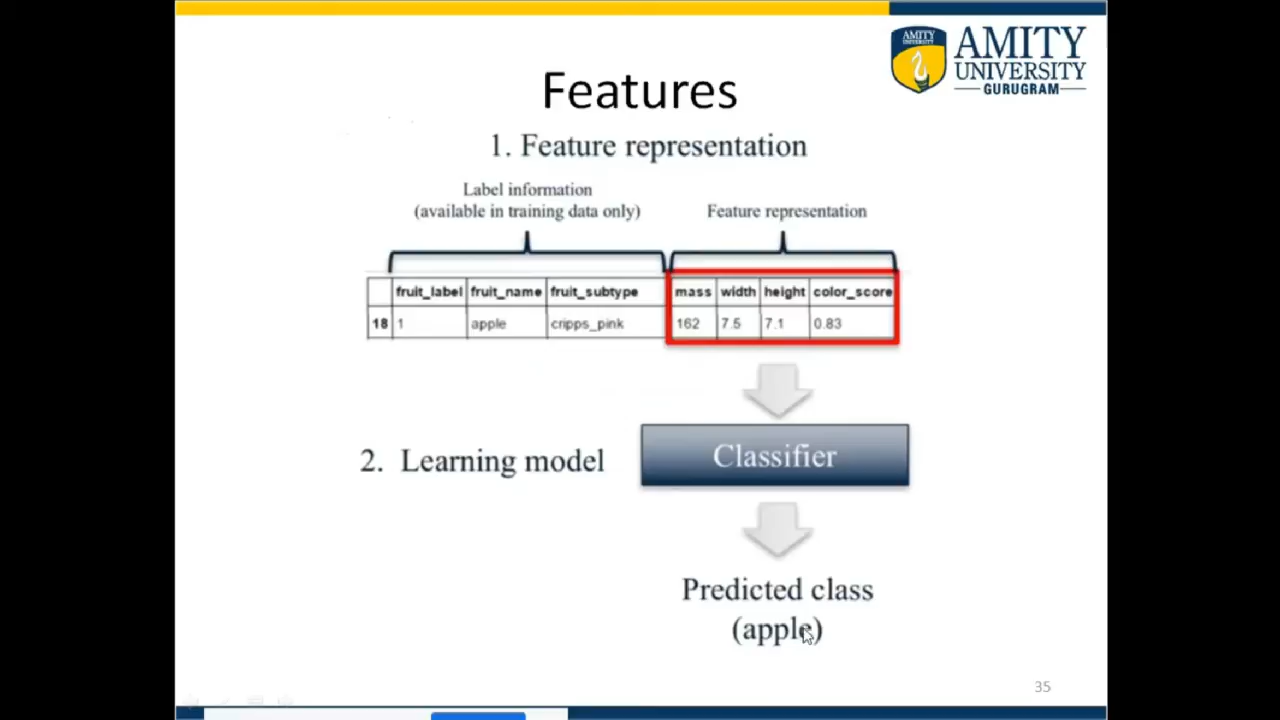 AMITY
UNIVERSITY
AMITY
UNIVERSITY
GURUGRAM
Features
1. Feature representation
Label information
(available in training data only)
Feature representation
fruit_label fruit_name fruit_subtype mass width height color_score
18 1 apple cripps_pink 162 7.5 7.1 0.83
2. Learning model
Classifier
Predicted class
(apple)
35